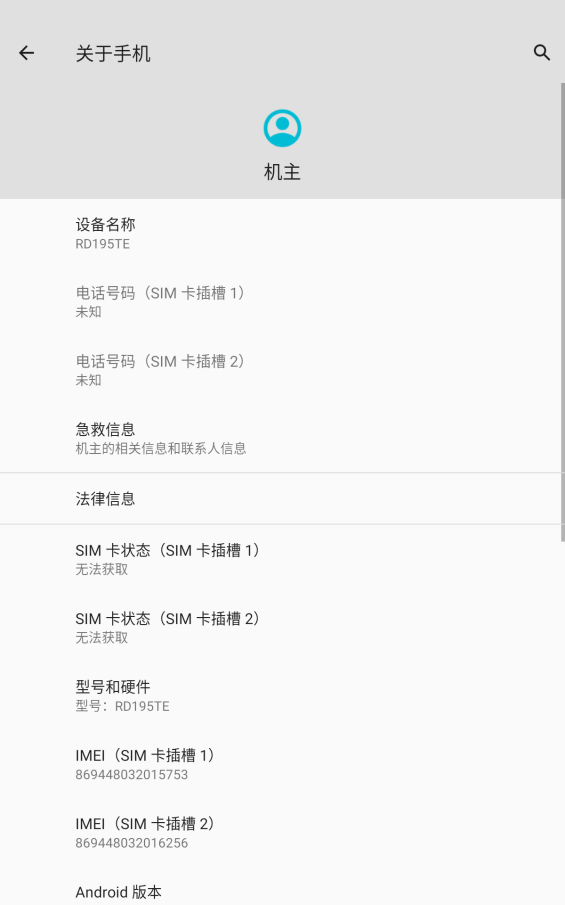 关于手机
机主
设备名称
RD195TE
电话号码（SIM 卡插槽 1）
未知
电话号码（SIM 卡插槽 2）
未知
急救信息
机主的相关信息和联系人信息
法律信息
SIM 卡状态（SIM 卡插槽 1）
无法获取
SIM 卡状态（SIM 卡插槽 2）
无法获取
型号和硬件
型号：RD195TE
IMEI（SIM 卡插槽 1）
869448032015753
IMEI（SIM 卡插槽 2）
869448032016256
Android 版本